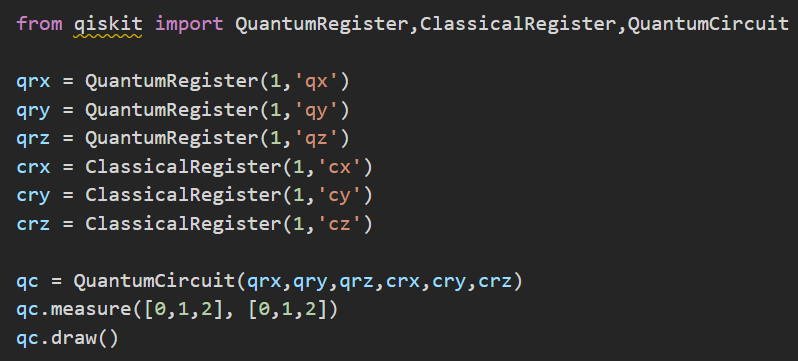 from qiskit import QuantumRegister,ClassicalRegister,QuantumCircuit
qrx = QuantumRegister(1,'qx')
qry = QuantumRegister(1,'qy')
qrz = QuantumRegister(1,'qz')
crx = ClassicalRegister(1,'cx')
cry = ClassicalRegister(1,'cy')
crz = ClassicalRegister(1,'cz')
qc = QuantumCircuit(qrx,qry,qrz,crx,cry,crz)
qc.measure([0,1,2], [0,1,2])
qc.draw()